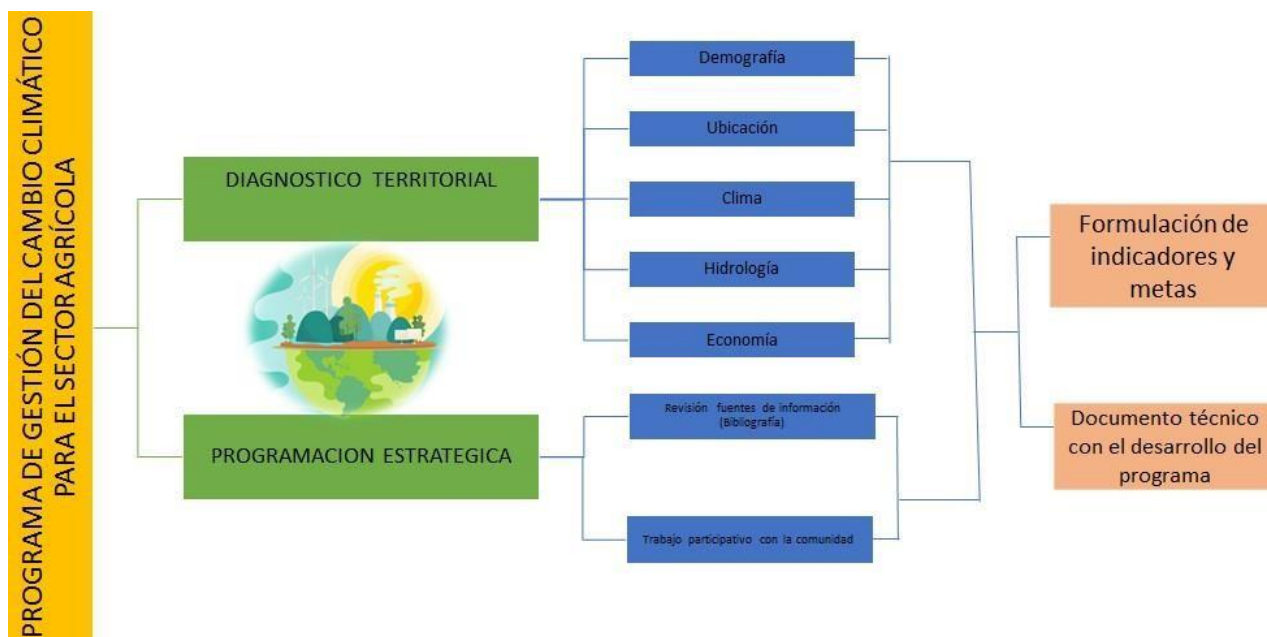 PROGRAMA DE GESTIÓN DEL CAMBIO CLIMÁTICO
PARA EL SECTOR AGRÍCOLA
DIAGNOSTICO TERRITORIAL
Demografía
Ubicación
Clima
Hidrología
Economía
PROGRAMACION ESTRATEGICA
Revisión fuentes de información
(Bibliografía)
Trabajo participativo con la comunidad
Formulación de
indicadores y
metas
Documento técnico
con el desarrollo del
programa